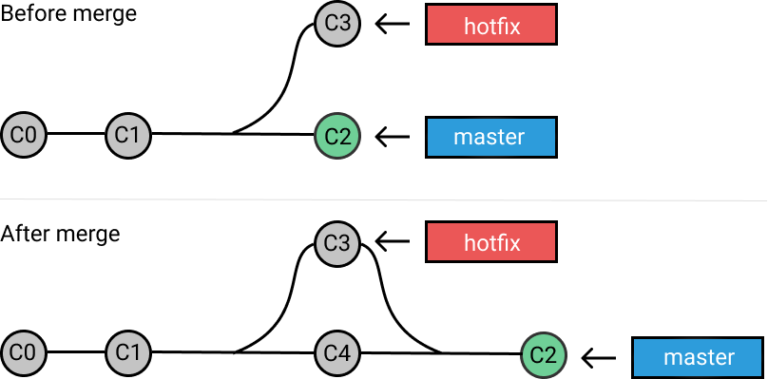 Before merge
C3
hotfix
C0
C1
C2
master
After merge
C3
hotfix
C0
C1
C4
C2
master